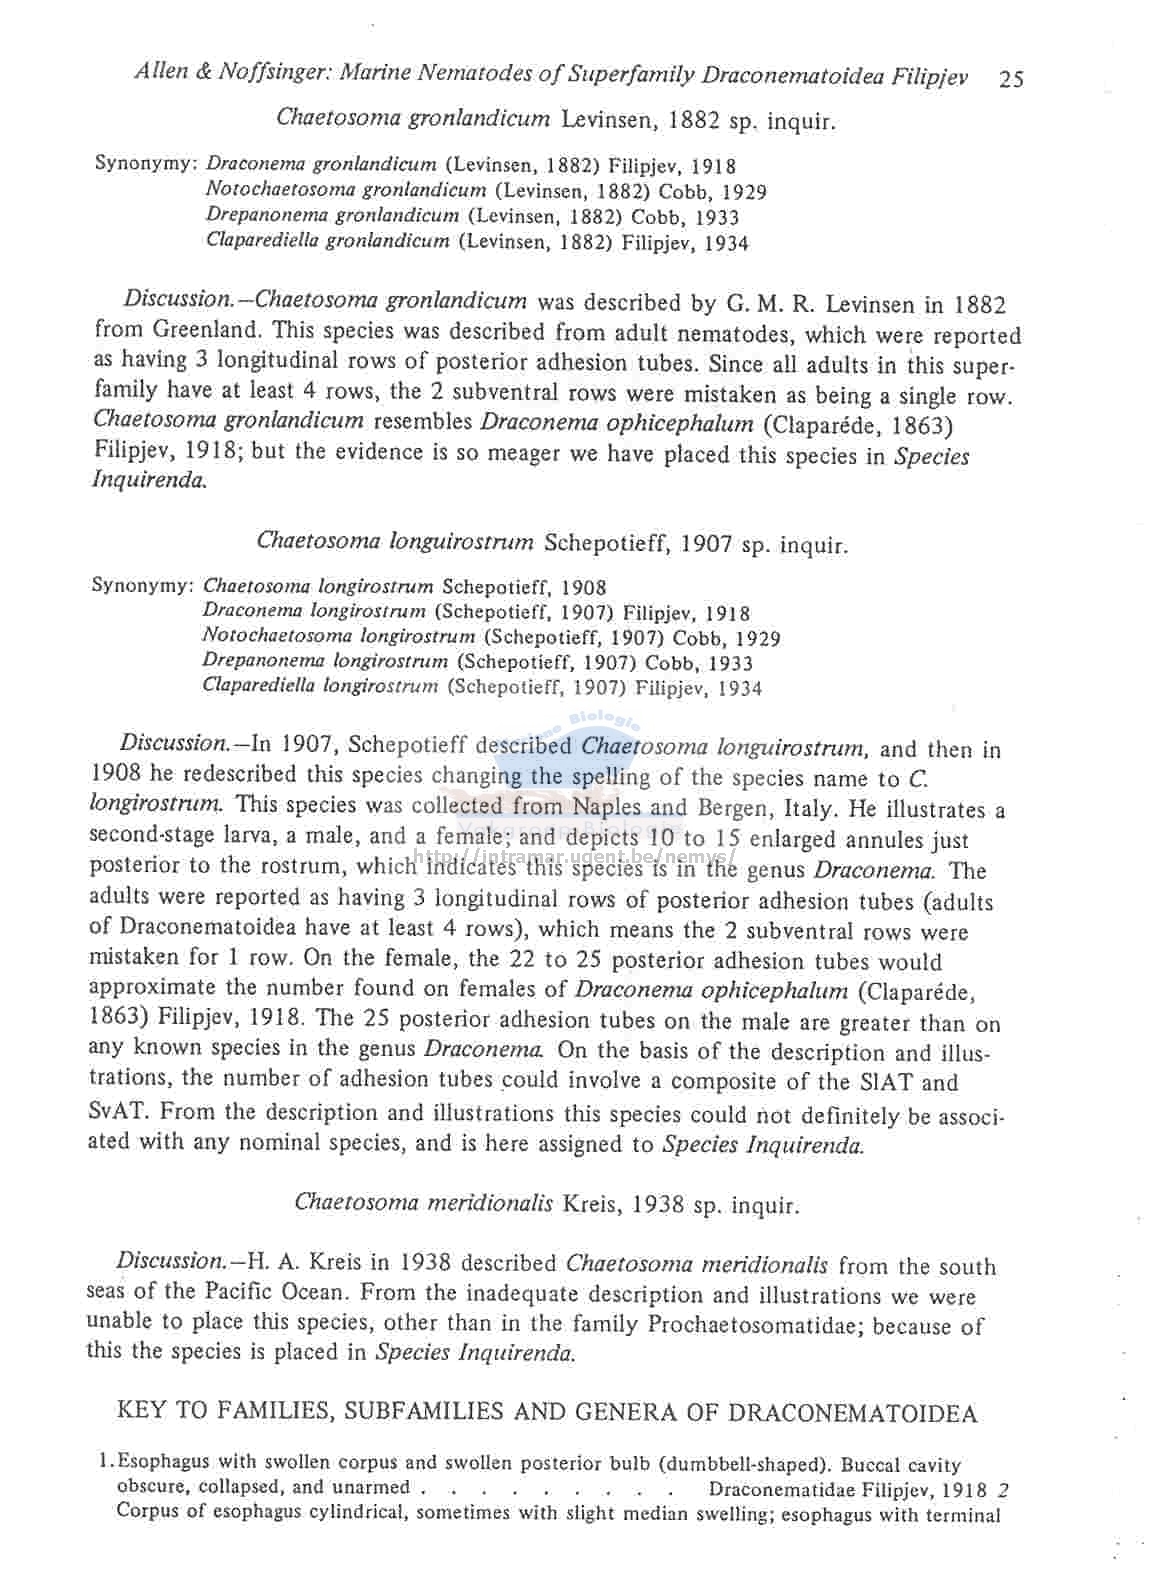 Allen & Noffsinger: Marine Nematodes of Superfamily Draconematoidea Filipjev 25
Chaetosoma gronlandicum Levinsen, 1882 sp. inquir.
Synonymy: Draconema gronlandicum (Levinsen, 1882) Filipjev, 1918
Notochaetosoma gronlandicum (Levinsen, 1882) Cobb, 1929
Drepanonema gronlandicum (Levinsen, 1882) Cobb, 1933
Claparediella gronlandicum (Levinsen, 1882) Filipjev, 1934
Discussion.—Chaetosoma gronlandicum was described by G. M. R. Levinsen in 1882
from Greenland. This species was described from adult nematodes, which were reported
as having 3 longitudinal rows of posterior adhesion tubes. Since all adults in this super-
family have at least 4 rows, the 2 subventral rows were mistaken as being a single row.
Chaetosoma gronlandicum resembles Draconema ophicephalum (Claparéde, 1863)
Filipjev, 1918; but the evidence is so meager we have placed this species in Species
Inquirenda.
Chaetosoma longuirostrum Schepotieff, 1907 sp. inquir.
Synonymy: Chaetosoma longirostrum Schepotieff, 1908
Draconema longirostrum (Schepotieff, 1907) Filipjev, 1918
Notochaetosoma longirostrum (Schepotieff, 1907) Cobb, 1929
Drepanonema longirostrum (Schepotieff, 1907) Cobb, 1933
Claparediella longirostrum (Schepotieff, 1907) Filipjev, 1934
Discussion.—In 1907, Schepotieff described Chaetosoma longuirostrum, and then in
1908 he redescribed this species changing the spelling of the species name to C.
longirostrum. This species was collected from Naples and Bergen, Italy. He illustrates a
second-stage larva, a male, and a female; and depicts 10 to 15 enlarged annules just
posterior to the rostrum, which indicates this species is in the genus Draconema. The
http://intramar.ugent.be/nemys/
adults were reported as having 3 longitudinal rows of posterior adhesion tubes (adults
of Draconematoidea have at least 4 rows), which means the 2 subventral rows were
mistaken for 1 row. On the female, the 22 to 25 posterior adhesion tubes would
approximate the number found on females of Draconema ophicephalum (Claparéde,
1863) Filipjev, 1918. The 25 posterior adhesion tubes on the male are greater than on
any known species in the genus Draconema. On the basis of the description and illus-
trations, the number of adhesion tubes could involve a composite of the SlAT and
SvAT. From the description and illustrations this species could not definitely be associ-
ated with any nominal species, and is here assigned to Species Inquirenda.
Chaetosoma meridionalis Kreis, 1938 sp. inquir.
Discussion.—H. A. Kreis in 1938 described Chaetosoma meridionalis from the south
seas of the Pacific Ocean. From the inadequate description and illustrations we were
unable to place this species, other than in the family Prochaetosomatidae; because of
this the species is placed in Species Inquirenda.
KEY TO FAMILIES, SUBFAMILIES AND GENERA OF DRACONEMATOIDEA
1. Esophagus with swollen corpus and swollen posterior bulb (dumbbell-shaped). Buccal cavity
obscure, collapsed, and unarmed . . . . . . . . . Draconematidae Filipjev, 1918 2
Corpus of esophagus cylindrical, sometimes with slight median swelling; esophagus with terminal